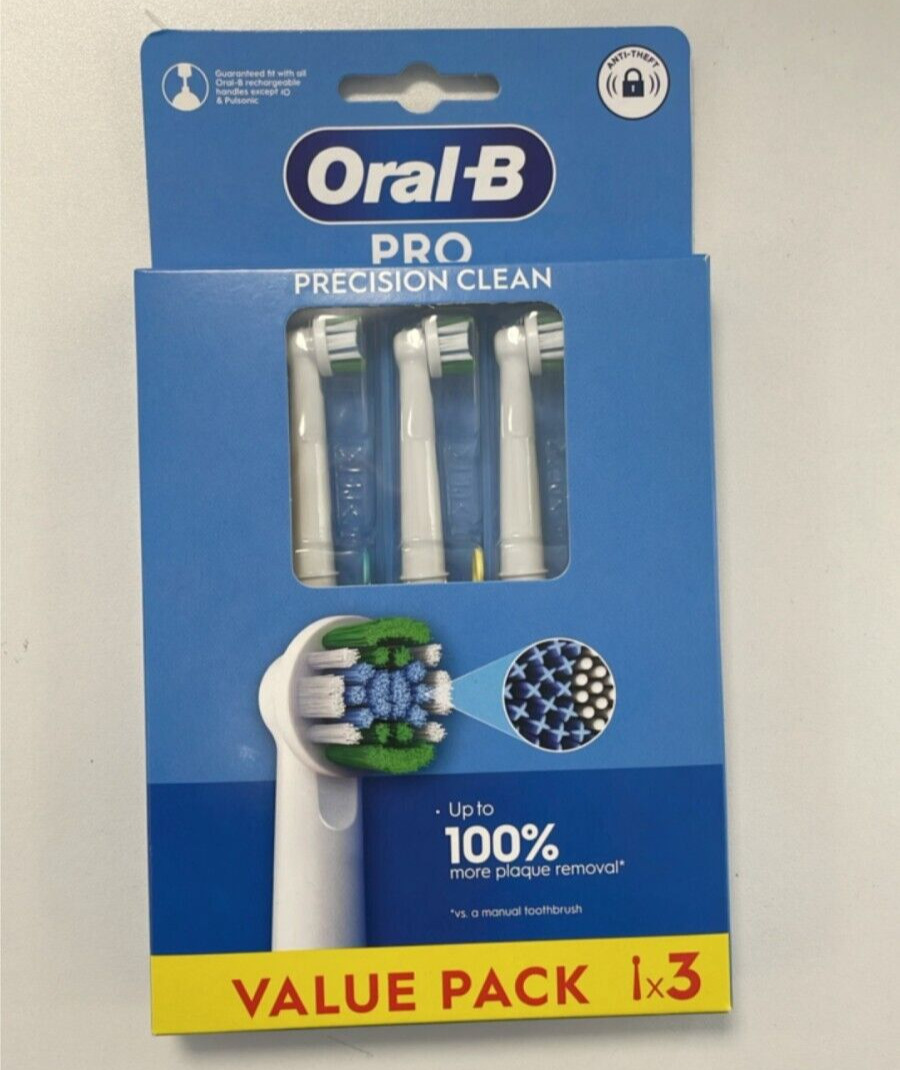 Guaranteed fit with all
Oral-B rechargeable
handles except iO
& Pulsonic
ANTI-THEFT
Oral-B
PRO
PRECISION CLEAN
· Up to
100%
more plaque removal*
*vs. a manual toothbrush
VALUE PACK x3